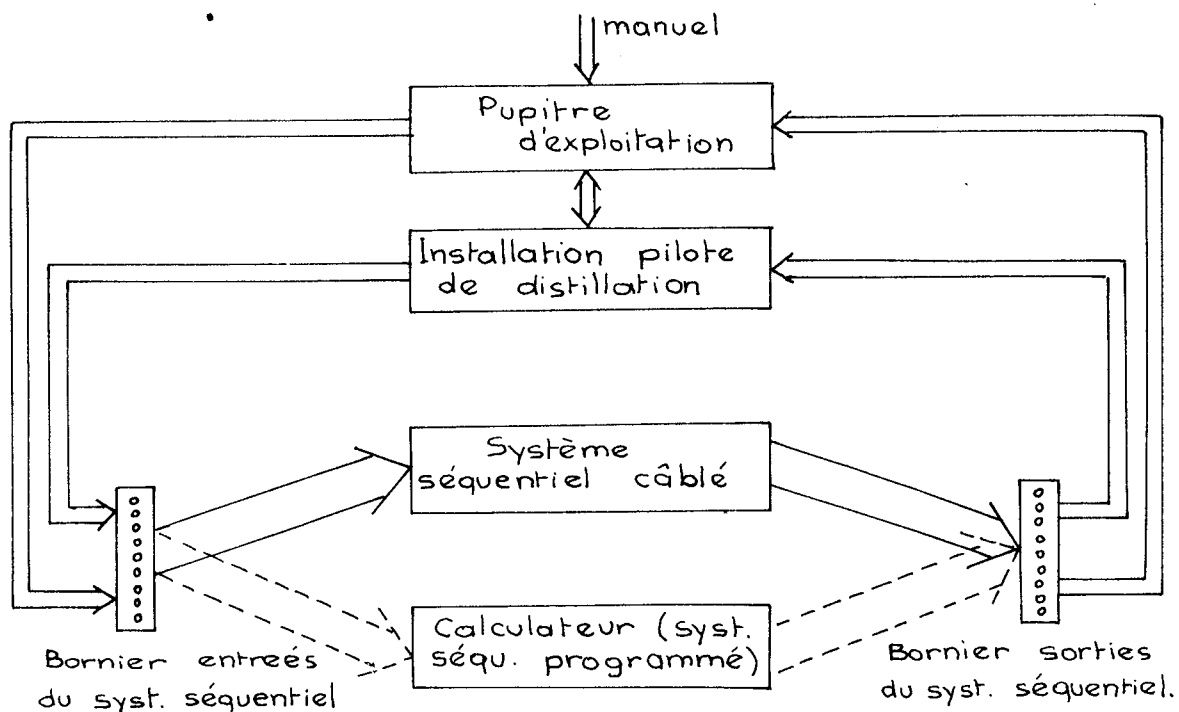 manuel
Pupitre
d'exploitation
Installation pilote
de distillation
Système
séquentiel câblé
Calculateur (syst.
séqu. programmé)
Bornier entreés
du syst. séquentiel
Bornier sorties
du syst. séquentiel.